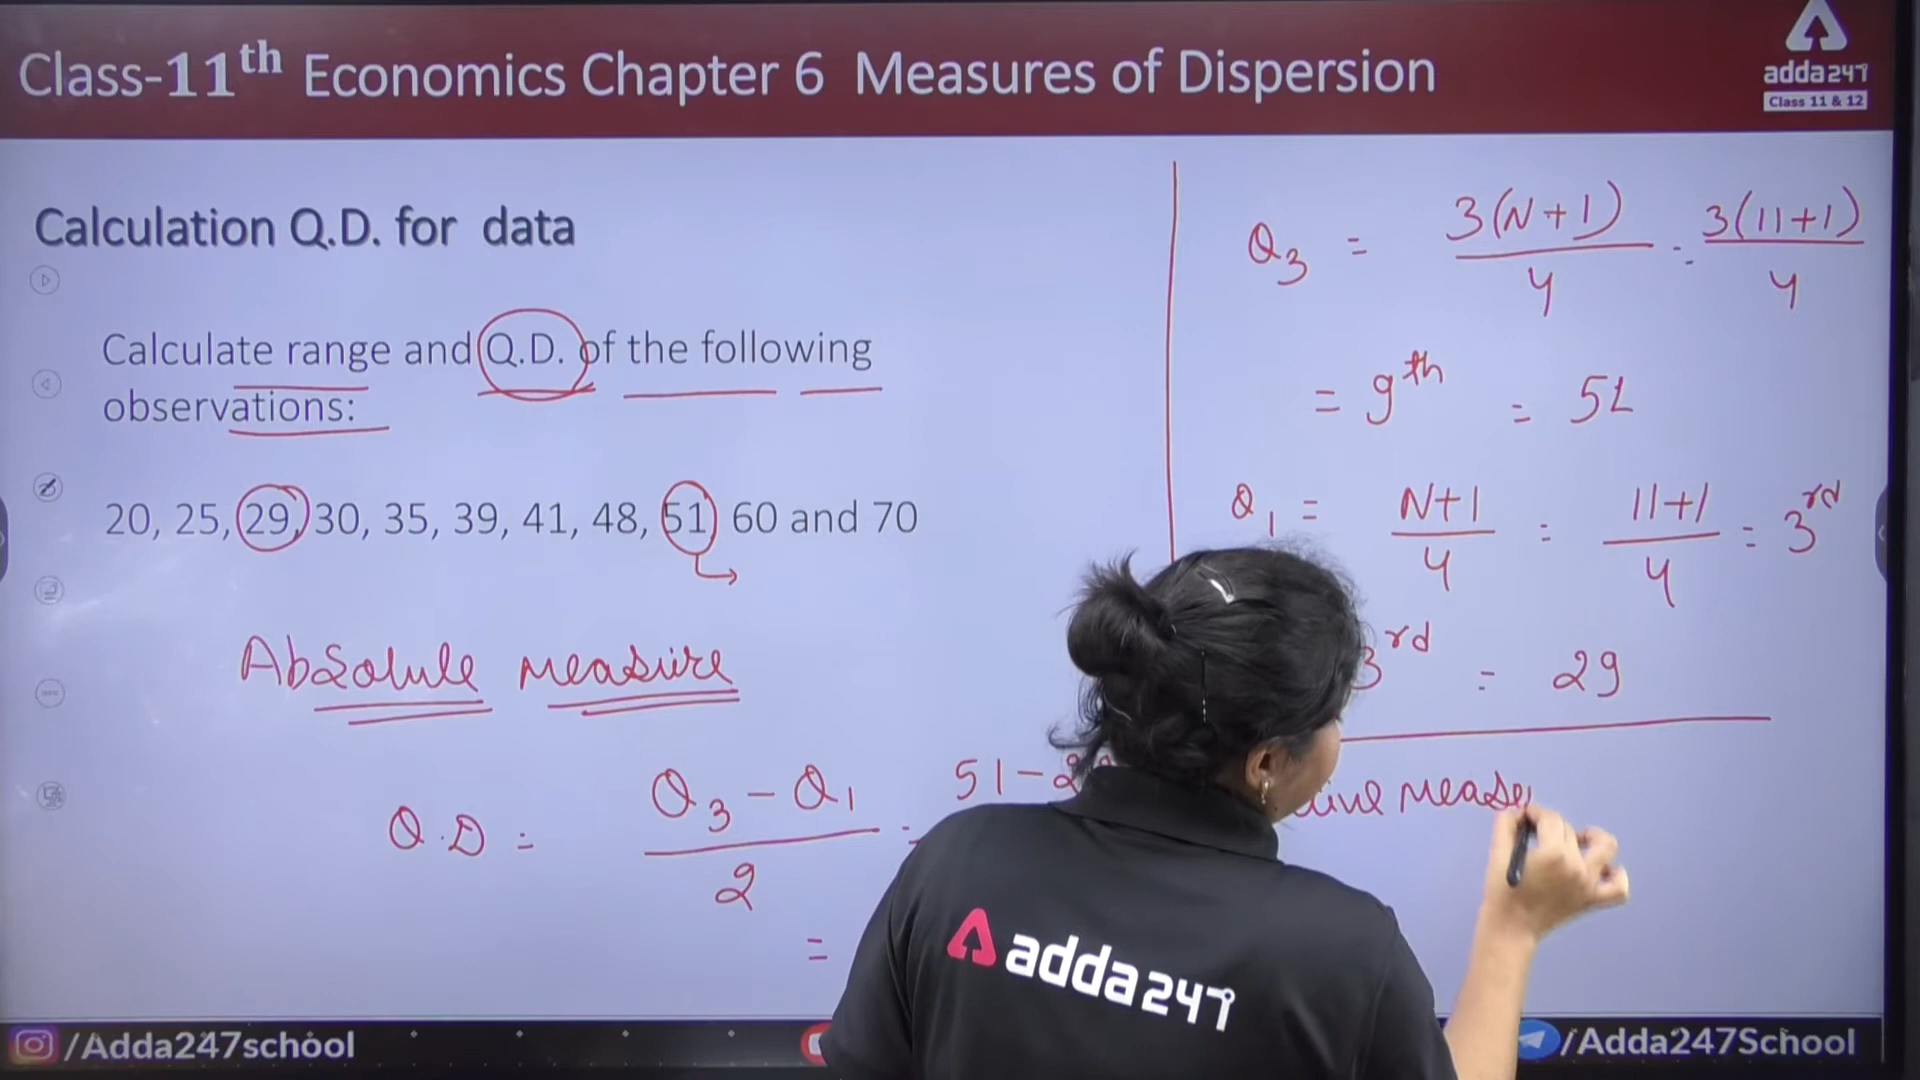 Class-11th Economics Chapter 6 Measures of Dispersion
adda247
Class 11 & 12
Calculation Q.D. for data
Calculate range and Q.D. of the following
observations:
20, 25, 29, 30, 35, 39, 41, 48, 51, 60 and 70
Absolute measure
Q.D = Q3 - Q1 / 2 = 51-2
=
Q3 = 3(N+1) / 4 = 3(11+1) / 4
= 9th = 51
Q1 = N+1 / 4 = 11+1 / 4 = 3rd
3rd = 29
adda247
/Adda247school
/Adda247School